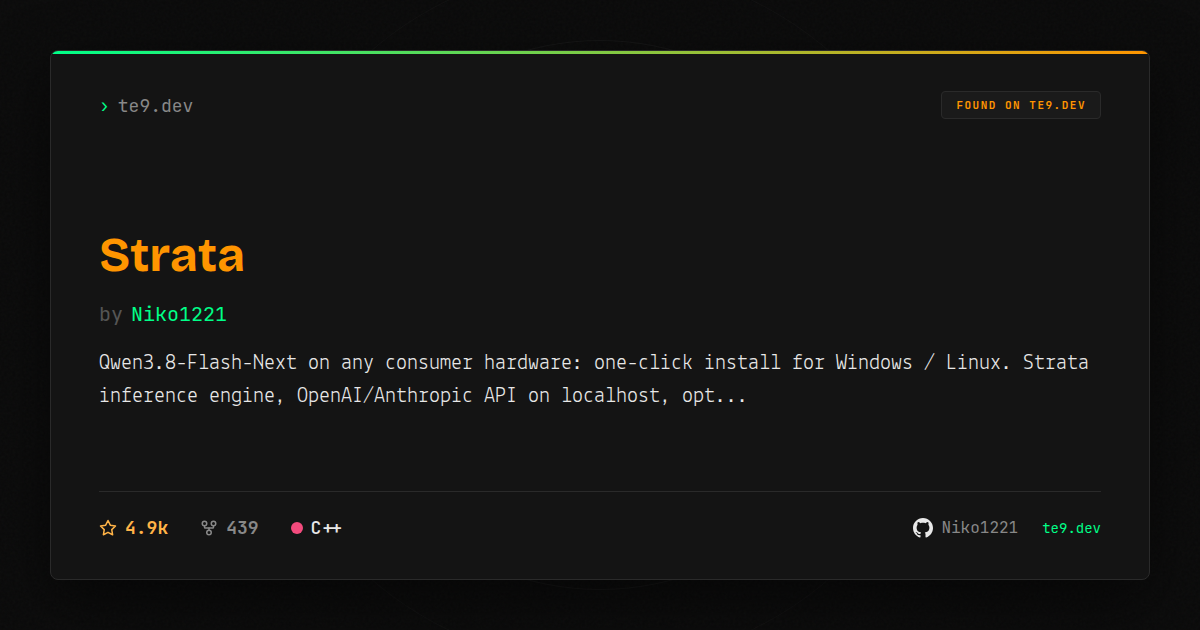 › te9.dev
FOUND ON TE9.DEV
Strata
by Niko1221
Qwen3.8-Flash-Next on any consumer hardware: one-click install for Windows / Linux. Strata
inference engine, OpenAI/Anthropic API on localhost, opt...
4.9k 439 C++
Niko1221 te9.dev